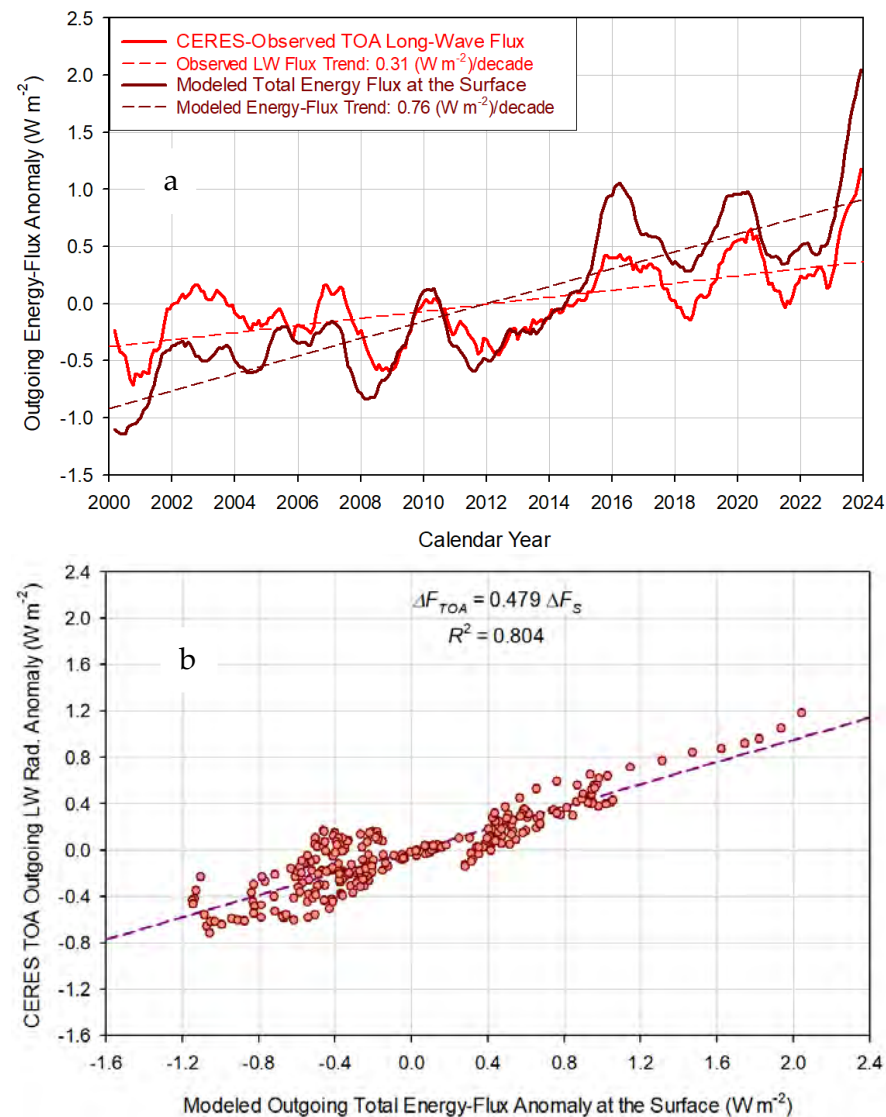 CERES-Observed TOA Long-Wave Flux
Observed LW Flux Trend: 0.31 (W m-2)/decade
Modeled Total Energy Flux at the Surface
Modeled Energy-Flux Trend: 0.76 (W m-2)/decade
a
Outgoing Energy-Flux Anomaly (W m-2)
2.5
2.0
1.5
1.0
0.5
0.0
-0.5
-1.0
-1.5
2000 2002 2004 2006 2008 2010 2012 2014 2016 2018 2020 2022 2024
Calendar Year
ΔF_TOA = 0.479 ΔF_S
R² = 0.804
b
CERES TOA Outgoing LW Rad. Anomaly (W m-2)
2.4
2.0
1.6
1.2
0.8
0.4
0.0
-0.4
-0.8
-1.2
-1.6
-1.6 -1.2 -0.8 -0.4 0.0 0.4 0.8 1.2 1.6 2.0 2.4
Modeled Outgoing Total Energy-Flux Anomaly at the Surface (W m-2)